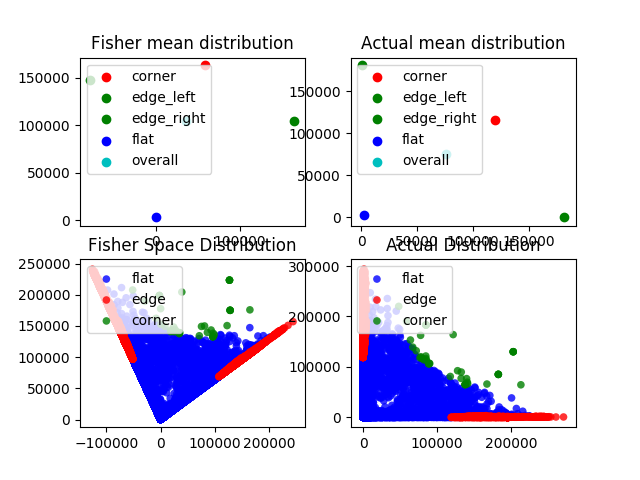 Fisher mean distribution
Actual mean distribution
150000
100000
50000
0
corner
edge_left
edge_right
flat
overall
0
100000
150000
100000
50000
0
corner
edge_left
edge_right
flat
overall
0
50000
100000
150000
Fisher Space Distribution
Actual Distribution
250000
200000
150000
100000
50000
0
flat
edge
corner
−100000
0
100000
200000
300000
200000
100000
0
flat
edge
corner
0
100000
200000